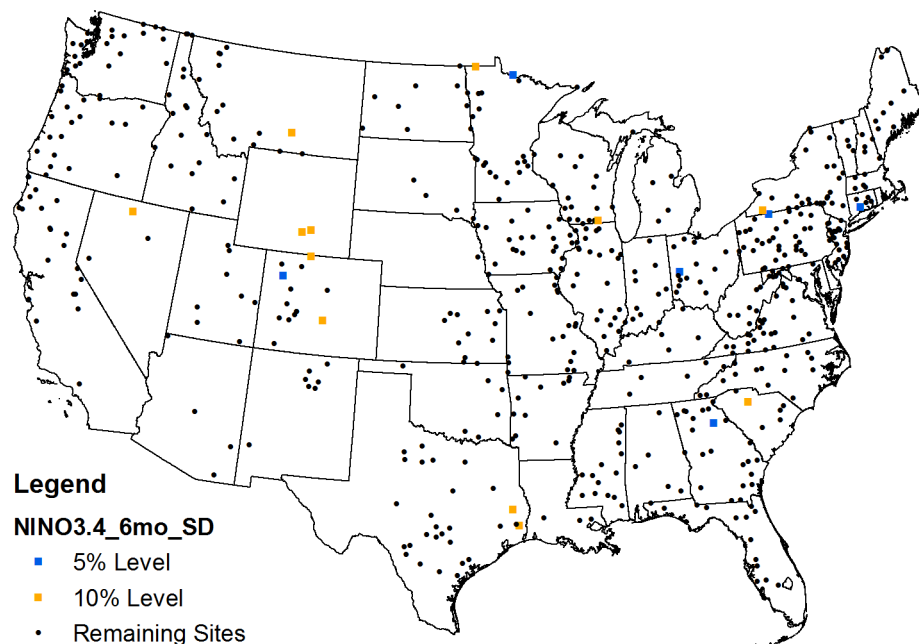 Legend
NINO3.4_6mo_SD
5% Level
10% Level
Remaining Sites